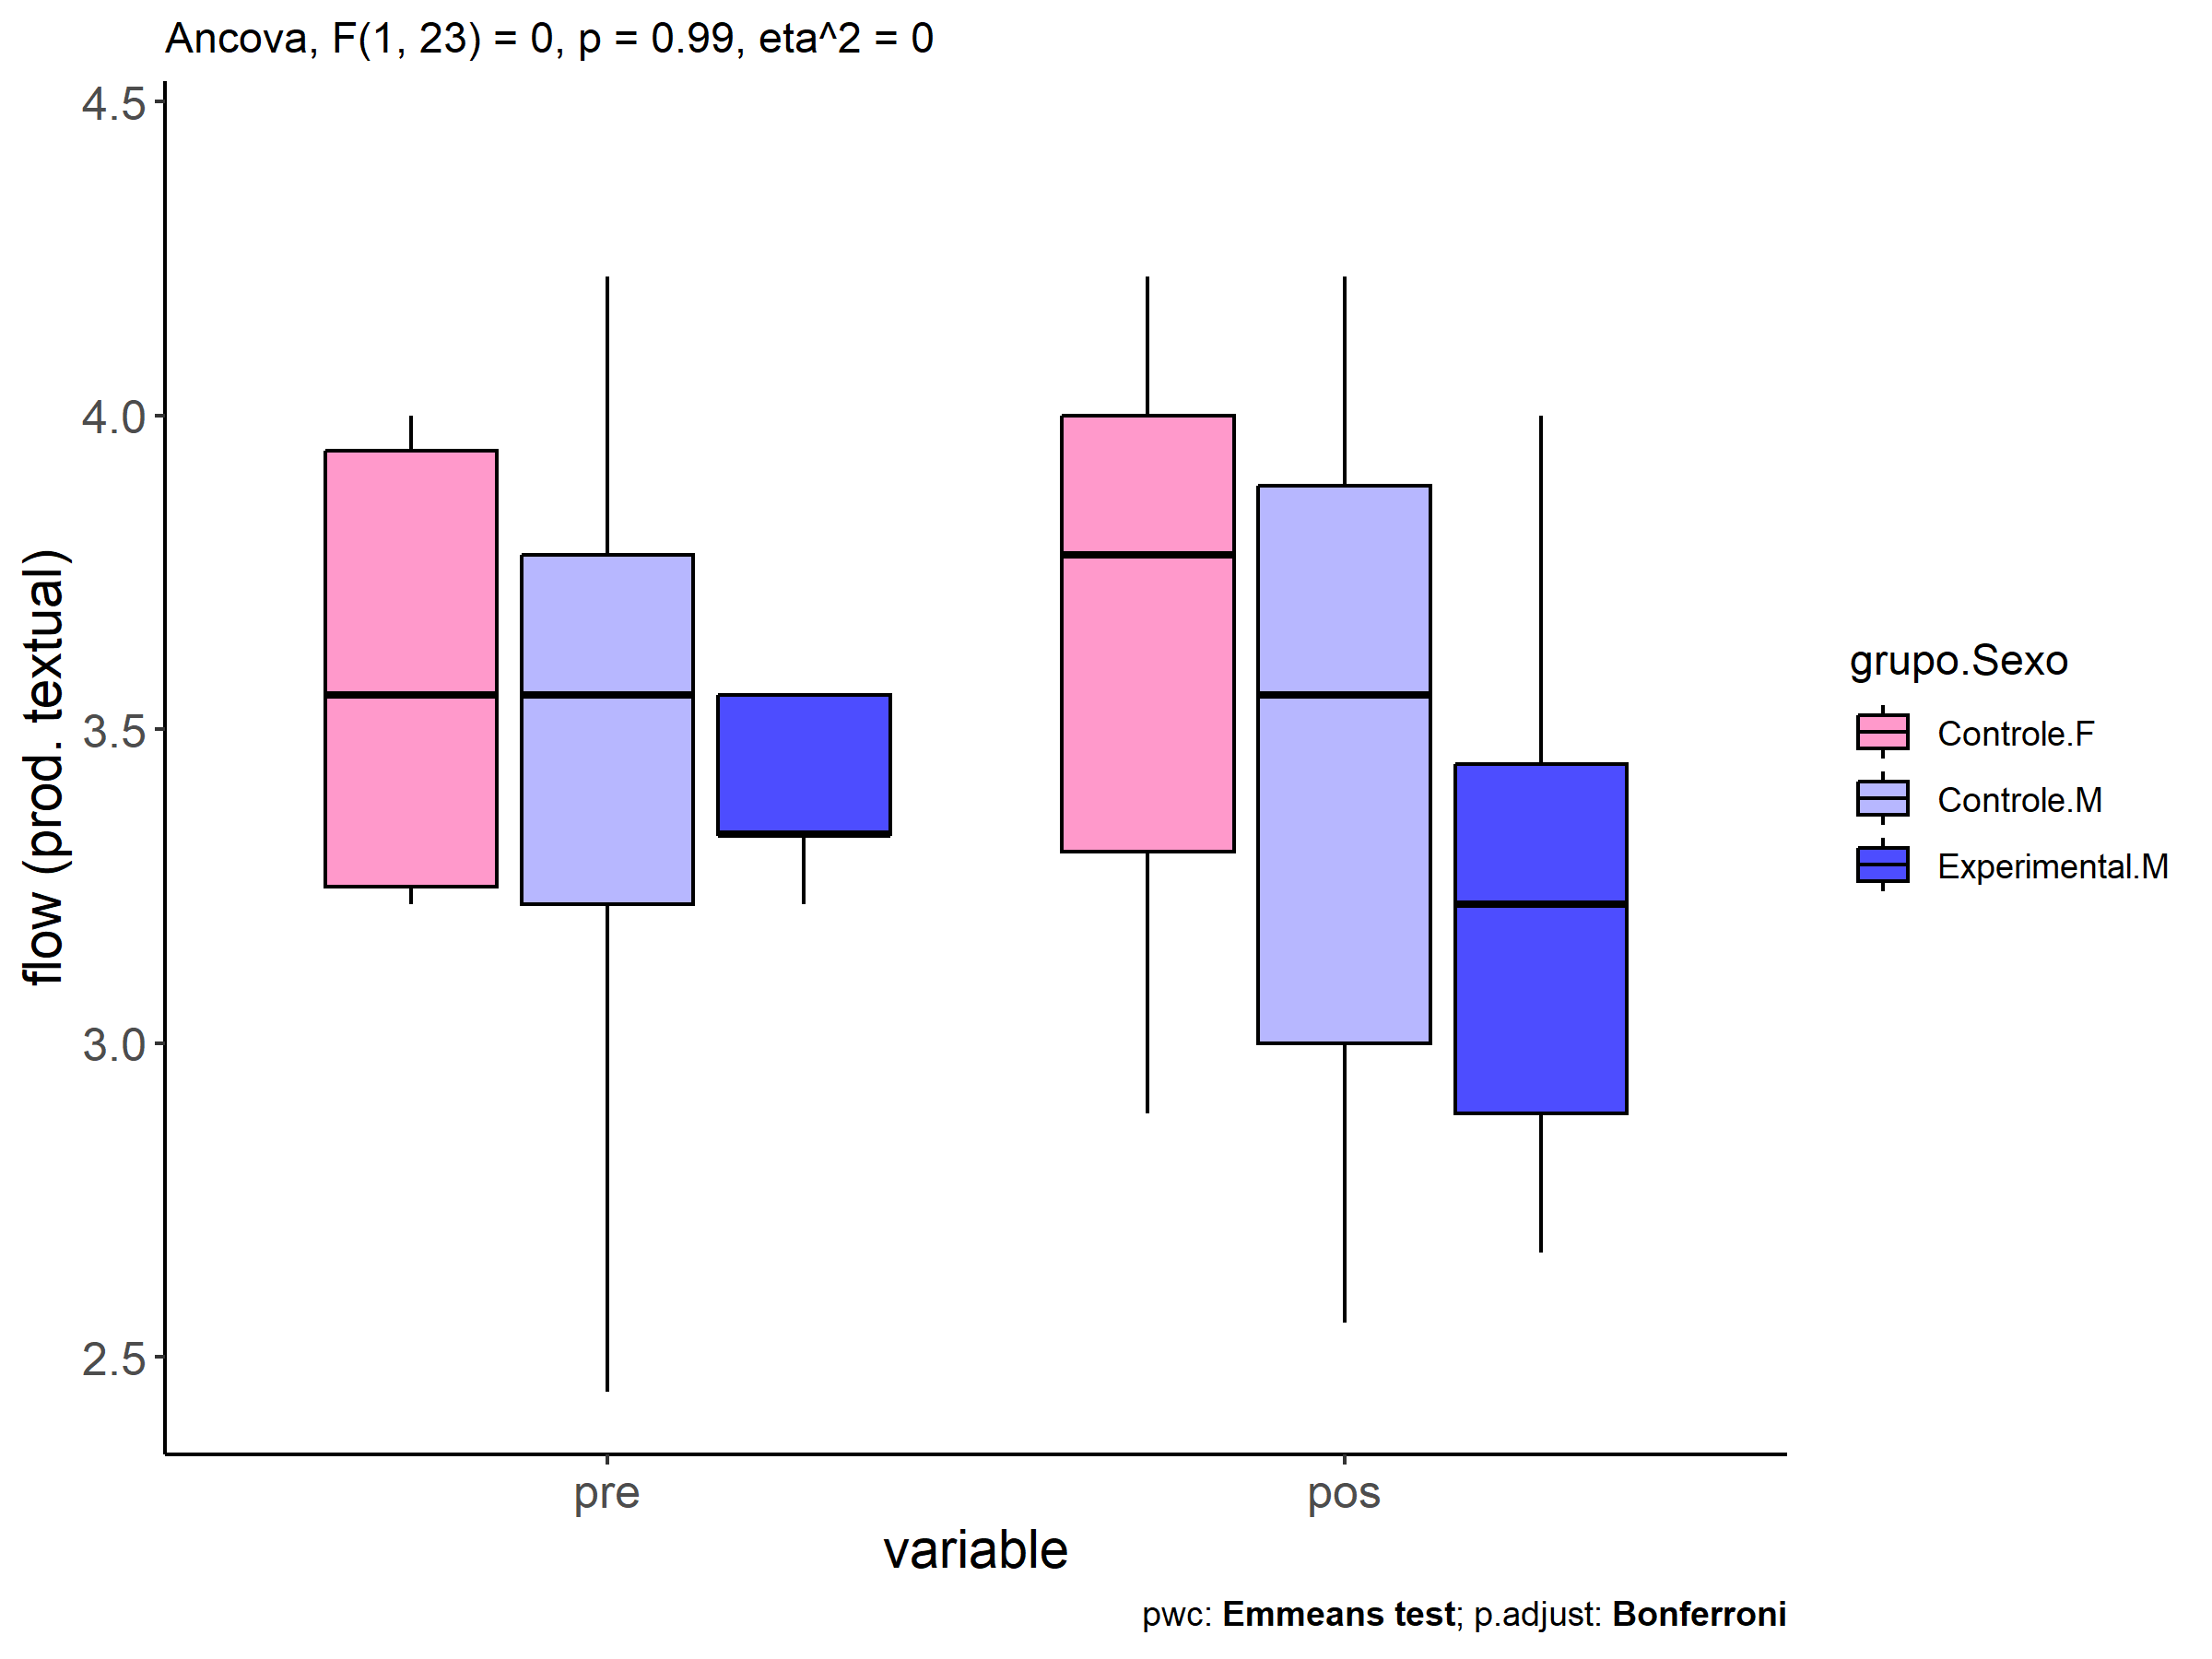 Ancova, F(1, 23) = 0, p = 0.99, eta^2 = 0
flow (prod. textual)
4.5
4.0
3.5
3.0
2.5
pre
pos
variable
grupo.Sexo
Controle.F
Controle.M
Experimental.M
pwc: Emmeans test; p.adjust: Bonferroni